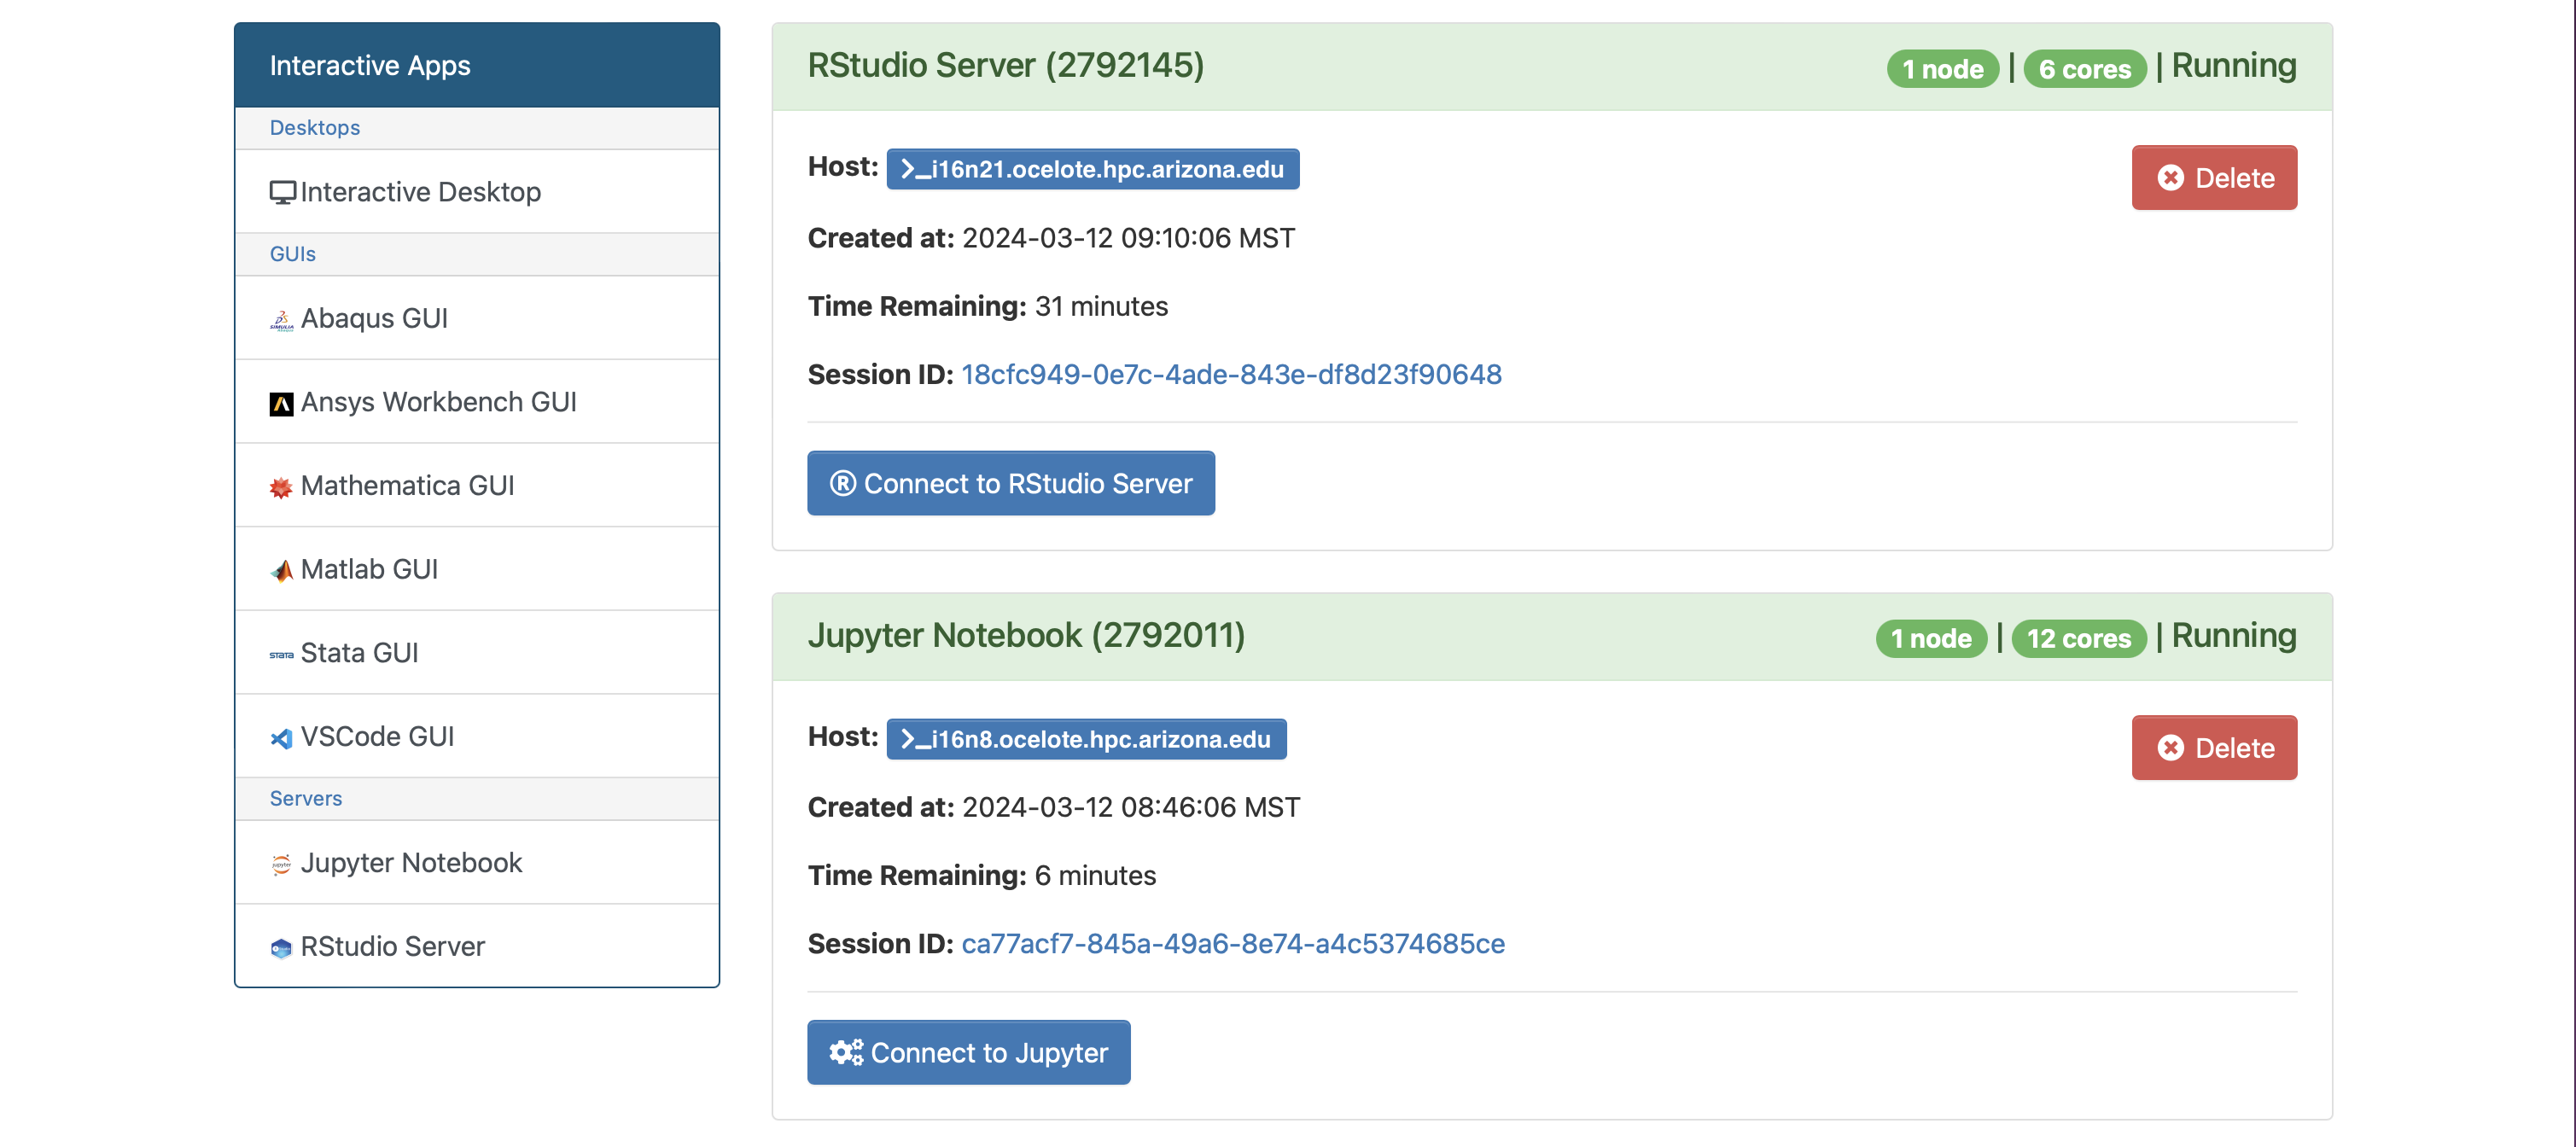 Interactive Apps
Desktops
Interactive Desktop
GUIs
Abaqus GUI
Ansys Workbench GUI
Mathematica GUI
Matlab GUI
STATA Stata GUI
VSCode GUI
Servers
jupyter Jupyter Notebook
RStudio Server
RStudio Server (2792145) 1 node | 6 cores | Running
Host: >_i16n21.ocelote.hpc.arizona.edu Delete
Created at: 2024-03-12 09:10:06 MST
Time Remaining: 31 minutes
Session ID: 18cfc949-0e7c-4ade-843e-df8d23f90648
® Connect to RStudio Server
Jupyter Notebook (2792011) 1 node | 12 cores | Running
Host: >_i16n8.ocelote.hpc.arizona.edu Delete
Created at: 2024-03-12 08:46:06 MST
Time Remaining: 6 minutes
Session ID: ca77acf7-845a-49a6-8e74-a4c5374685ce
Connect to Jupyter